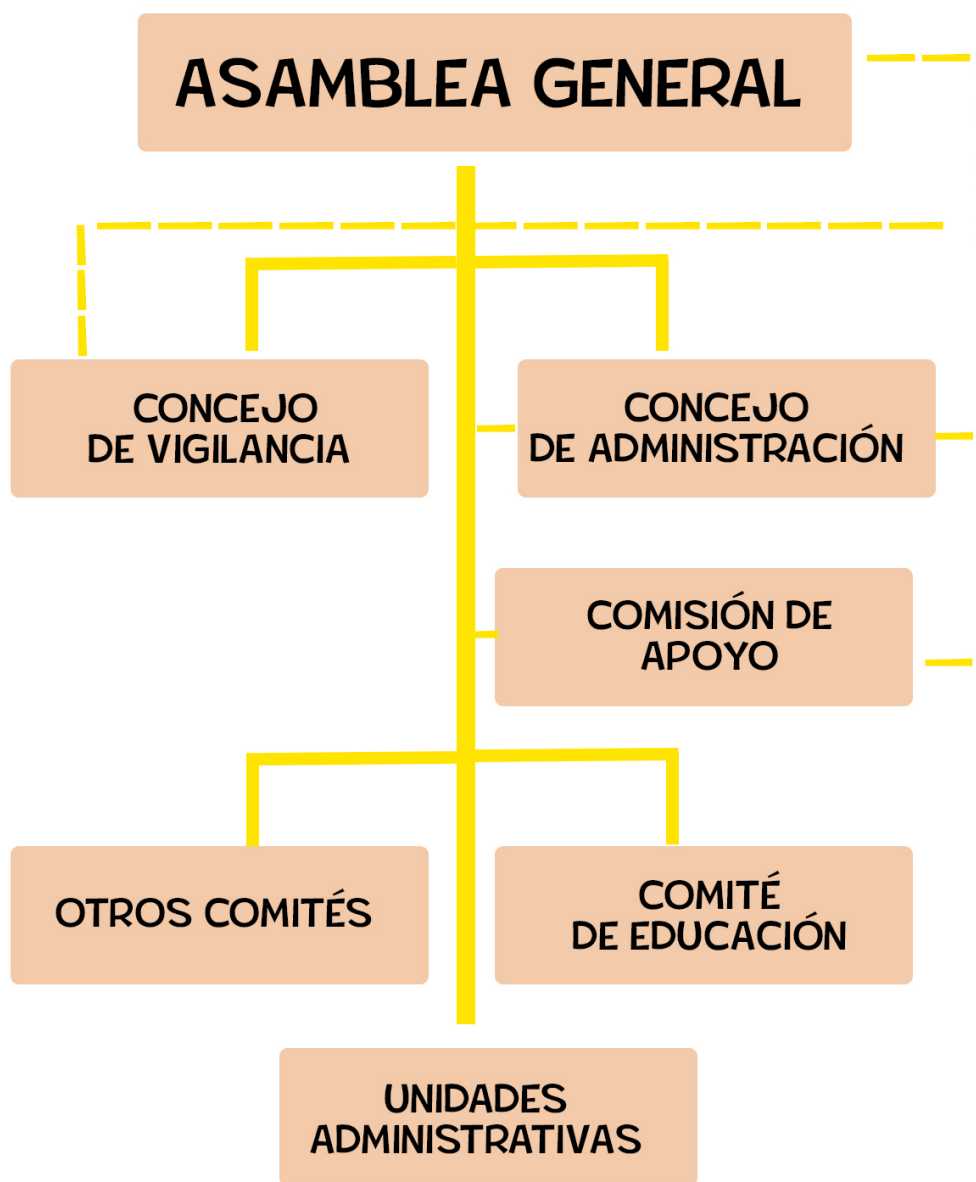 ASAMBLEA GENERAL
CONCEJO
DE VIGILANCIA
CONCEJO
DE ADMINISTRACIÓN
COMISIÓN DE
APOYO
OTROS COMITÉS
COMITÉ
DE EDUCACIÓN
UNIDADES
ADMINISTRATIVAS